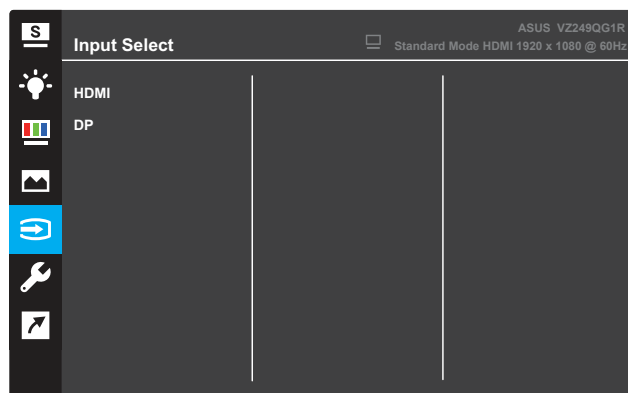 S
ASUS VZ249QG1R
Input Select
Standard Mode HDMI 1920 x 1080 @ 60Hz
HDMI
DP